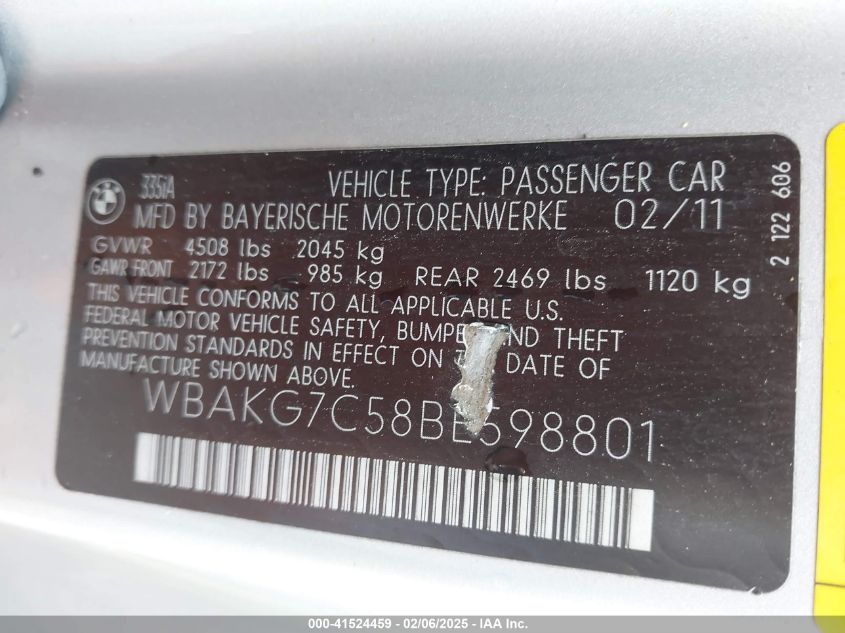 BMW
335iA VEHICLE TYPE: PASSENGER CAR
MFD BY BAYERISCHE MOTORENWERKE 02/11
GVWR 4508 lbs 2045 kg
GAWR FRONT 2172 lbs 985 kg REAR 2469 lbs 1120 kg
THIS VEHICLE CONFORMS TO ALL APPLICABLE U.S.
FEDERAL MOTOR VEHICLE SAFETY, BUMPER AND THEFT
PREVENTION STANDARDS IN EFFECT ON DATE OF
MANUFACTURE SHOWN ABOVE.
WBAKG7C58BE598801
2 122 6.06
000-41524459 - 02/06/2025 - IAA Inc.